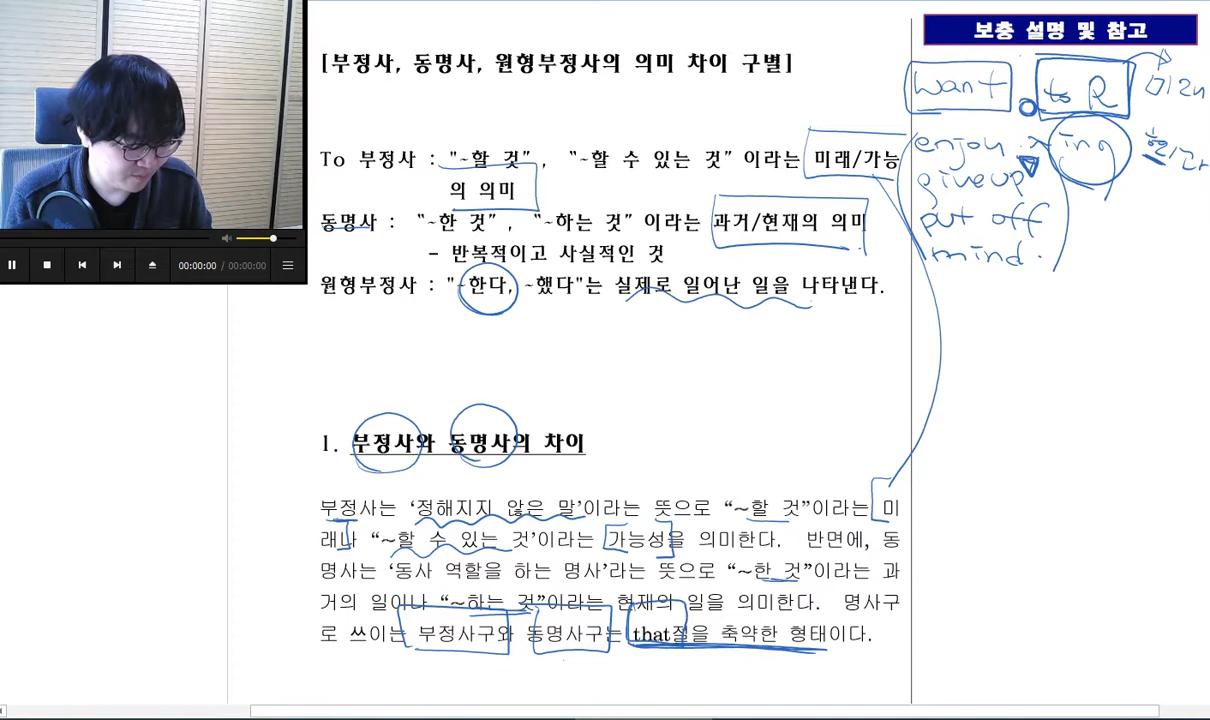 보충 설명 및 참고
[부정사, 동명사, 원형부정사의 의미 차이 구별]
want to R 미래
enjoy ing 현/과
give up
put off
mind.
To 부정사 : "~할 것" , “~할 수 있는 것” 이라는 미래/가능
의 의미
동명사 : “~한 것” , “~하는 것” 이라는 과거/현재의 의미
- 반복적이고 사실적인 것
원형부정사 : "~한다, ~했다"는 실제로 일어난 일을 나타낸다.
00:00:00 / 00:00:00
1. 부정사와 동명사의 차이
부정사는 ‘정해지지 않은 말’이라는 뜻으로 “~할 것”이라는 미
래나 “~할 수 있는 것’이라는 가능성을 의미한다. 반면에, 동
명사는 ‘동사 역할을 하는 명사’라는 뜻으로 “~한 것”이라는 과
거의 일이나 “~하는 것”이라는 현재의 일을 의미한다. 명사구
로 쓰이는 부정사구와 동명사구는 that절을 축약한 형태이다.